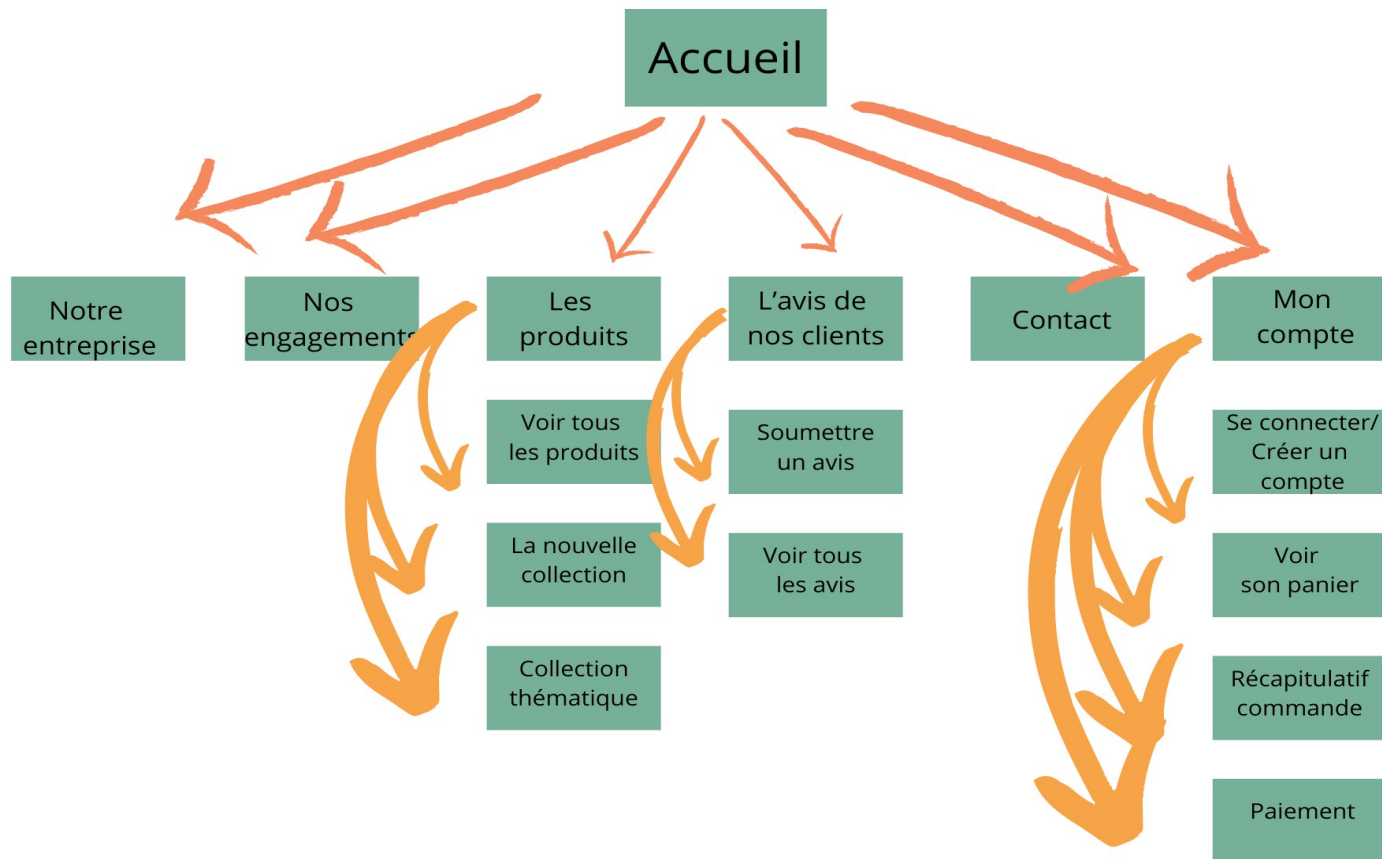 Accueil
Notre
entreprise
Nos
engagements
Les
produits
L’avis de
nos clients
Contact
Mon
compte
Voir tous
les produits
La nouvelle
collection
Collection
thématique
Soumettre
un avis
Voir tous
les avis
Se connecter/
Créer un
compte
Voir
son panier
Récapitulatif
commande
Paiement